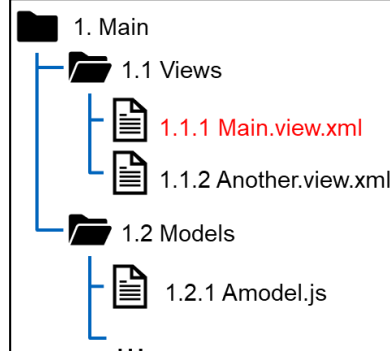 1. Main
1.1 Views
1.1.1 Main.view.xml
1.1.2 Another.view.xml
1.2 Models
1.2.1 Amodel.js
...